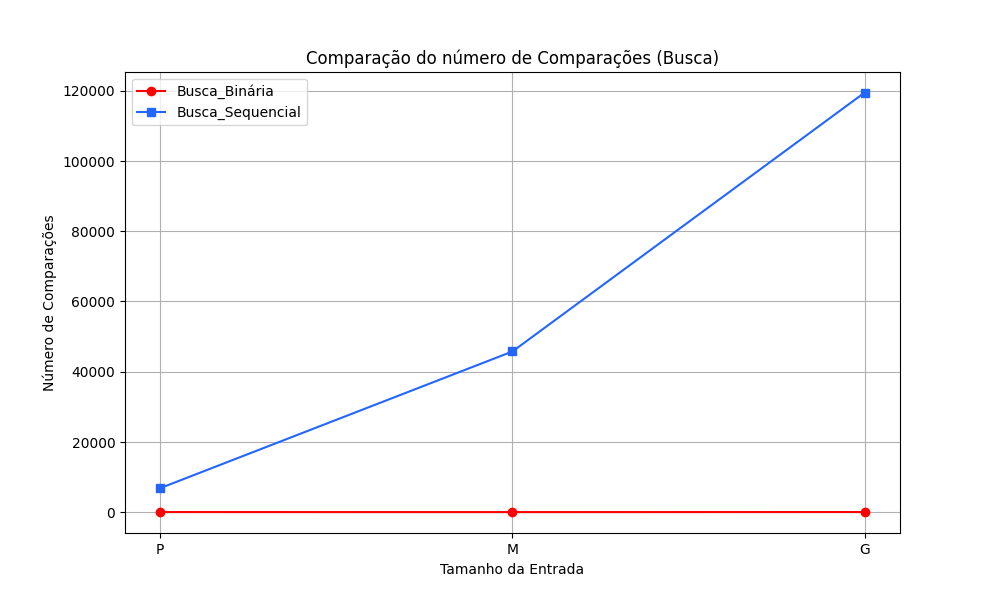 Comparação do número de Comparações (Busca)
Busca_Binária
Busca_Sequencial
120000
100000
80000
60000
40000
20000
0
Número de Comparações
P M G
Tamanho da Entrada